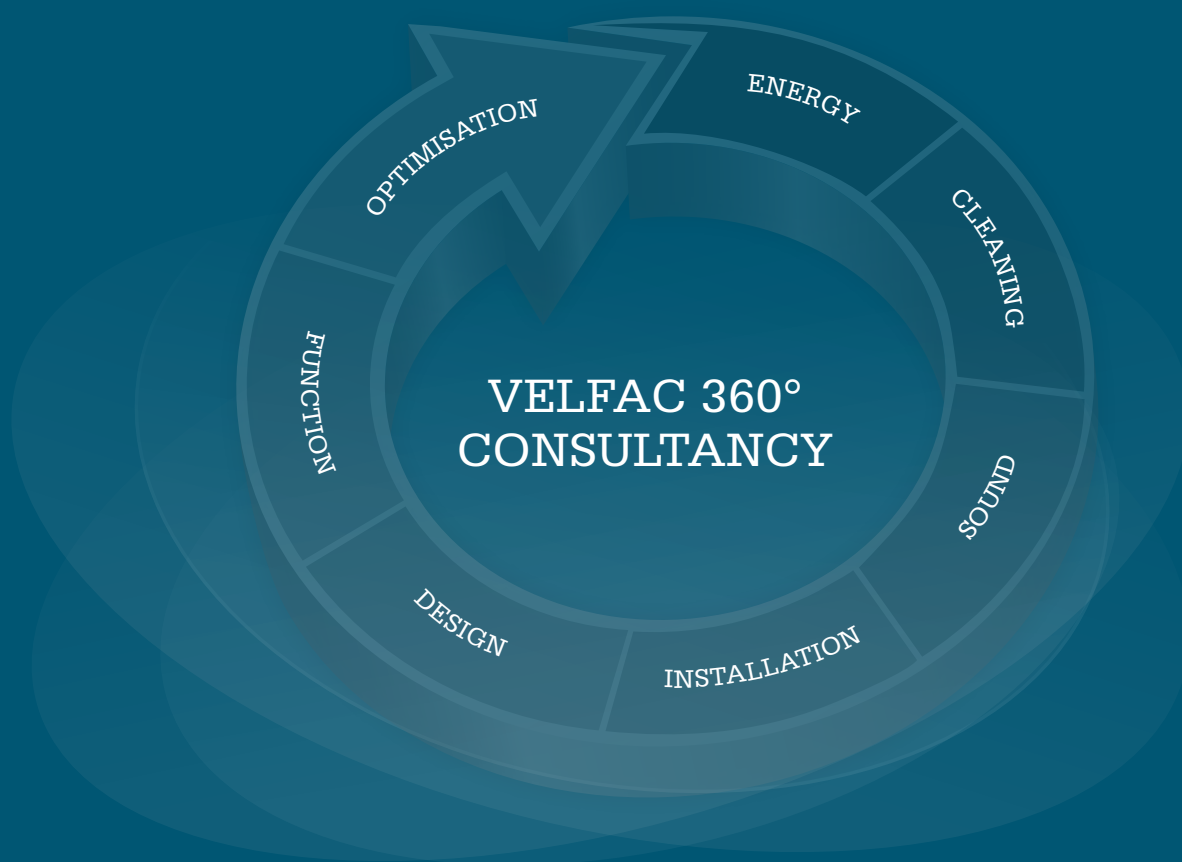 VELFAC 360°
CONSULTANCY
ENERGY
CLEANING
SOUND
INSTALLATION
DESIGN
FUNCTION
OPTIMISATION